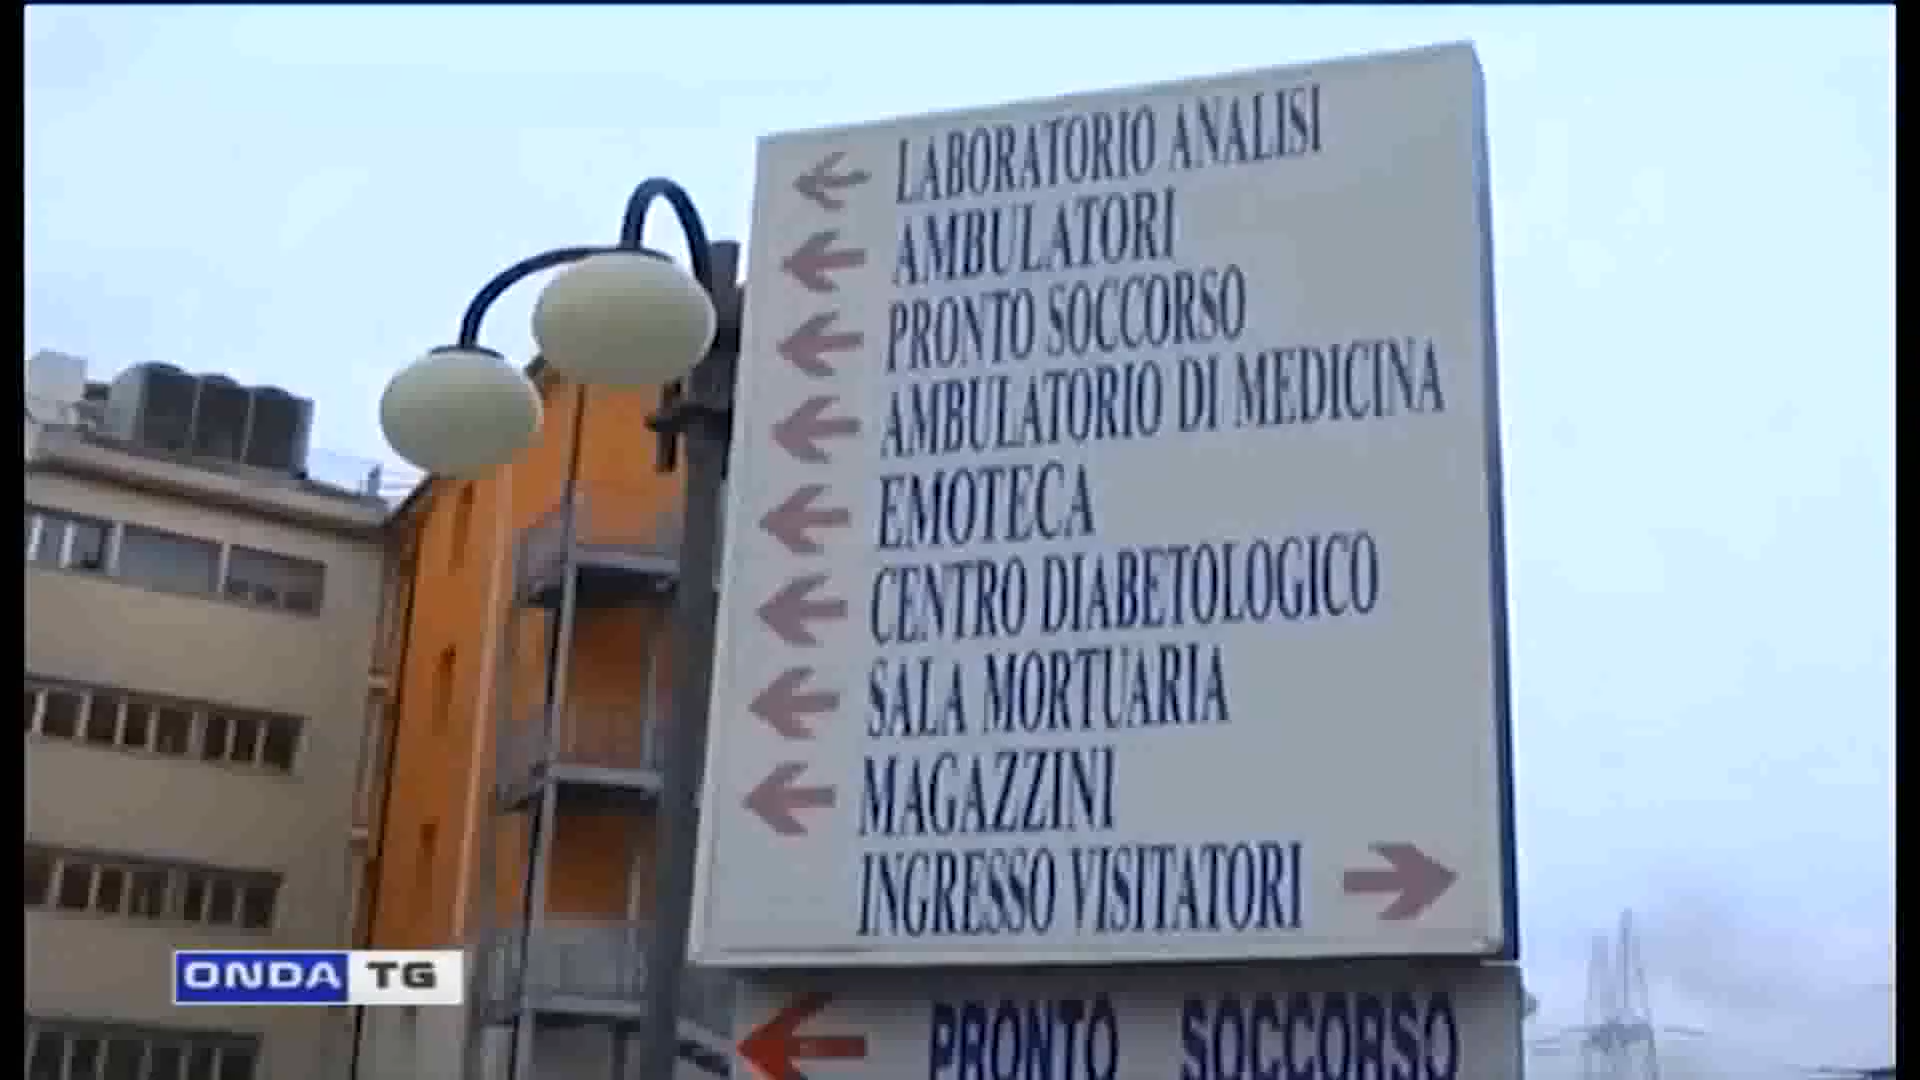 LABORATORIO ANALISI
AMBULATORI
PRONTO SOCCORSO
AMBULATORIO DI MEDICINA
EMOTECA
CENTRO DIABETOLOGICO
SALA MORTUARIA
MAGAZZINI
INGRESSO VISITATORI
PRONTO SOCCORSO
ONDA TG